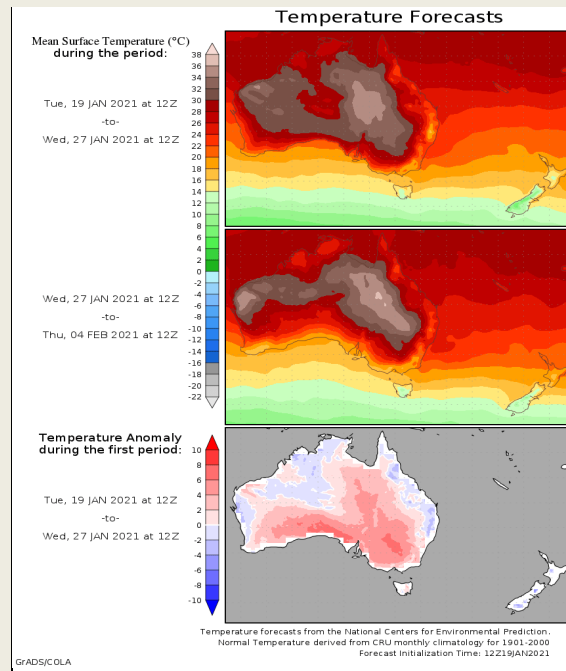 Temperature Forecasts
Mean Surface Temperature (°C)
during the period:
Tue, 19 JAN 2021 at 12Z
-to-
Wed, 27 JAN 2021 at 12Z
38
36
34
32
30
28
26
24
22
20
18
16
14
12
10
8
6
4
2
0
-2
-4
-6
-8
-10
-12
-14
-16
-18
-20
-22
Wed, 27 JAN 2021 at 12Z
-to-
Thu, 04 FEB 2021 at 12Z
Temperature Anomaly
during the first period:
Tue, 19 JAN 2021 at 12Z
-to-
Wed, 27 JAN 2021 at 12Z
10
8
6
4
2
0
-2
-4
-6
-8
-10
Temperature forecasts from the National Centers for Environmental Prediction.
Normal Temperature derived from CRU monthly climatology for 1901-2000
Forecast Initialization Time: 12Z19JAN2021
GrADS/COLA